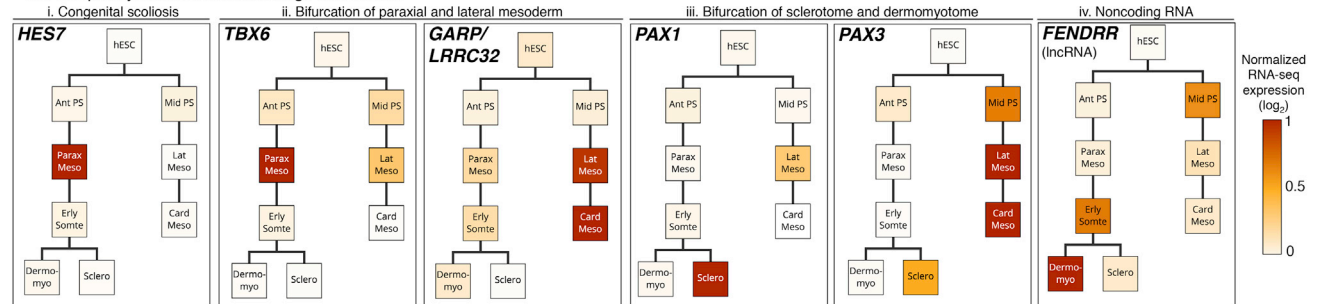 i. Congenital scoliosis
ii. Bifurcation of paraxial and lateral mesoderm
iii. Bifurcation of sclerotome and dermomyotome
iv. Noncoding RNA
HES7
hESC
Ant PS
Mid PS
Parax
Meso
Lat
Meso
Erly
Somte
Card
Meso
Dermo-
myo
Sclero
TBX6
hESC
Ant PS
Mid PS
Parax
Meso
Lat
Meso
Erly
Somte
Card
Meso
Dermo-
myo
Sclero
GARP/
LRRC32
hESC
Ant PS
Mid PS
Parax
Meso
Lat
Meso
Erly
Somte
Card
Meso
Dermo-
myo
Sclero
PAX1
hESC
Ant PS
Mid PS
Parax
Meso
Lat
Meso
Erly
Somte
Card
Meso
Dermo-
myo
Sclero
PAX3
hESC
Ant PS
Mid PS
Parax
Meso
Lat
Meso
Erly
Somte
Card
Meso
Dermo-
myo
Sclero
FENDRR
(lncRNA)
hESC
Ant PS
Mid PS
Parax
Meso
Lat
Meso
Erly
Somte
Card
Meso
Dermo-
myo
Sclero
Normalized
RNA-seq
expression
(log₂)
1
0.5
0